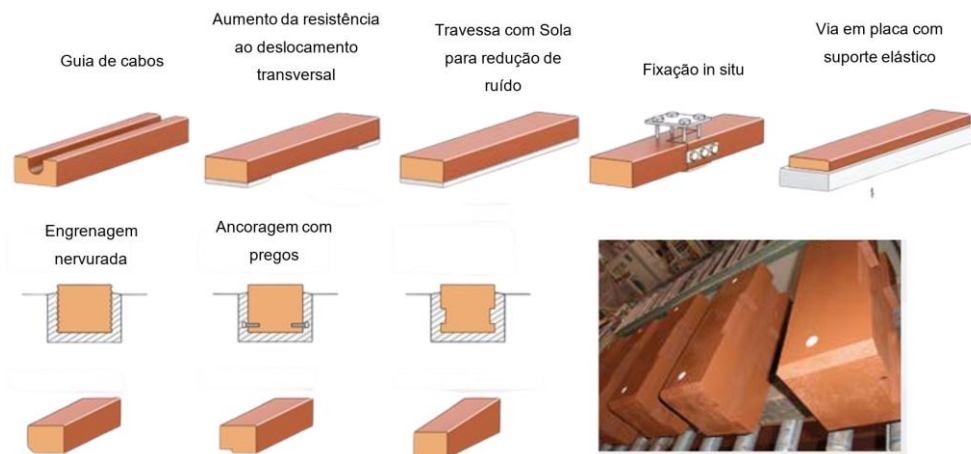 Guia de cabos
Aumento da resistência
ao deslocamento
transversal
Travessa com Sola
para redução de
ruído
Fixação in situ
Via em placa com
suporte elástico
Engrenagem
nervurada
Ancoragem com
pregos